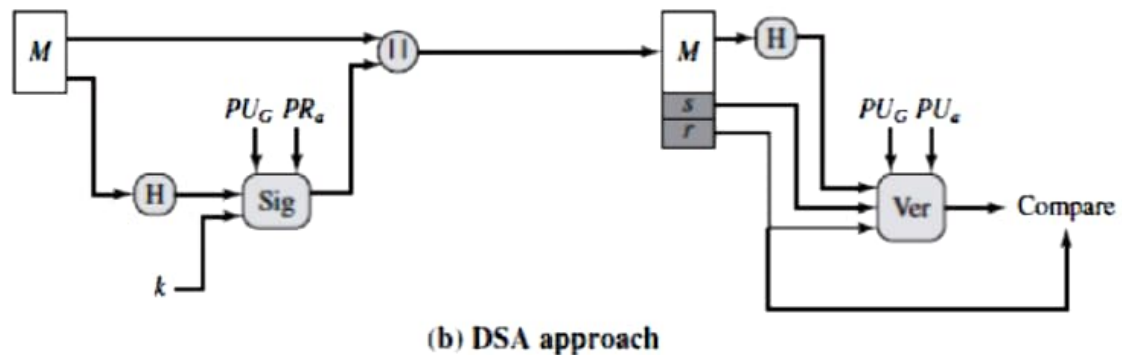 M
||
M
H
s
r
PU_G PR_a
PU_G PU_a
H
Sig
Ver
Compare
k
(b) DSA approach